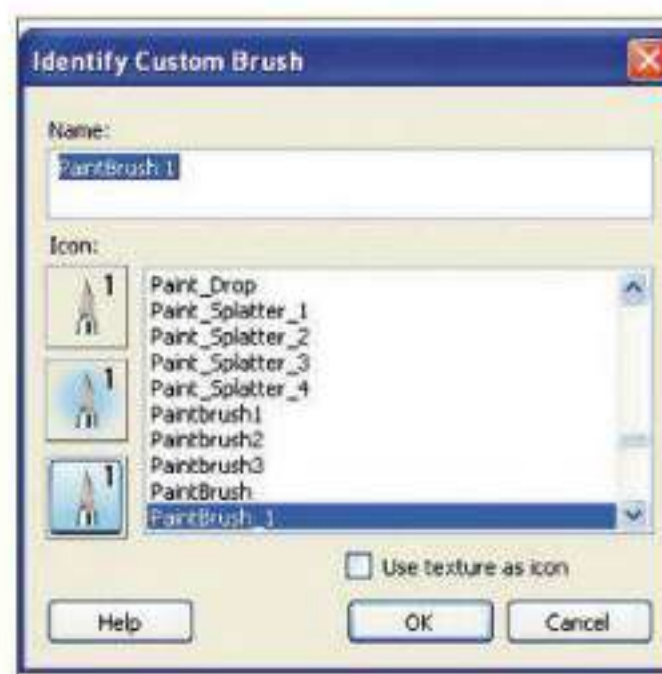 Identify Custom Brush
Name:
PaintBrush 1
Icon:
1
1
1
Paint_Drop
Paint_Splatter_1
Paint_Splatter_2
Paint_Splatter_3
Paint_Splatter_4
Paintbrush1
Paintbrush2
Paintbrush3
PaintBrush
PaintBrush_1
Use texture as icon
Help
OK
Cancel